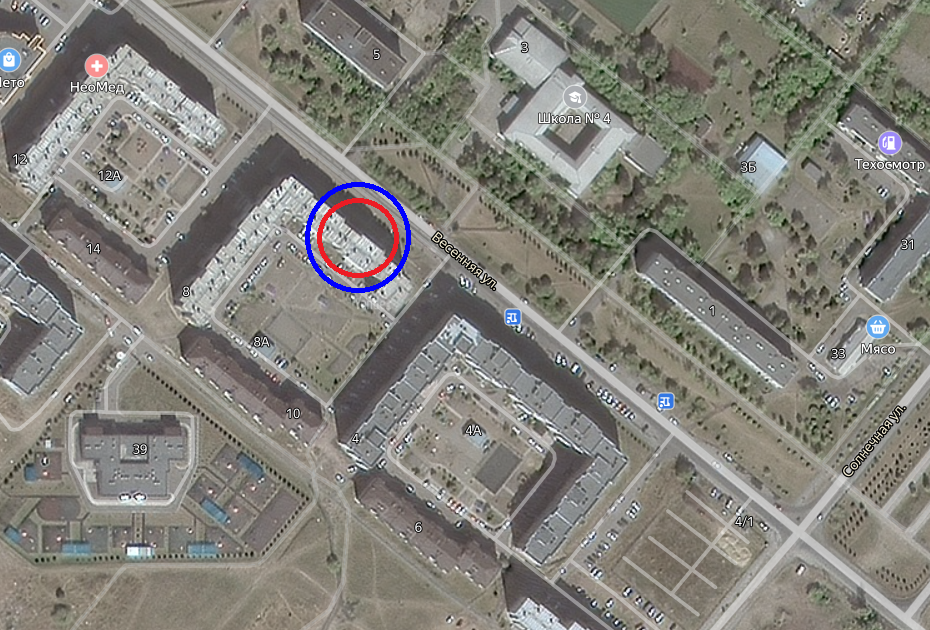 5
3
НеоМед
Школа № 4
12
12А
3Б
Техосмотр
14
31
Весенняя ул.
8
8А
1
33
Мясо
10
4
4А
39
Солнечная ул.
6
4/1